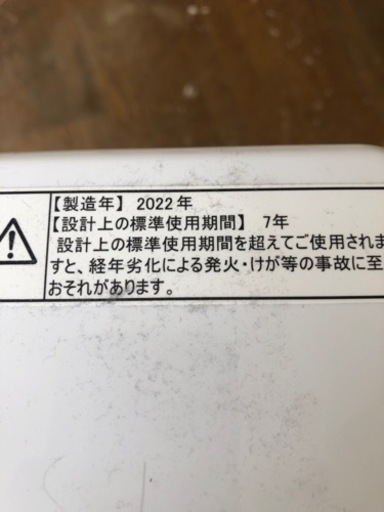 【製造年】 2022年
【設計上の標準使用期間】 7年
設計上の標準使用期間を超えてご使用されま
すと、経年劣化による発火・けが等の事故に至
おそれがあります。